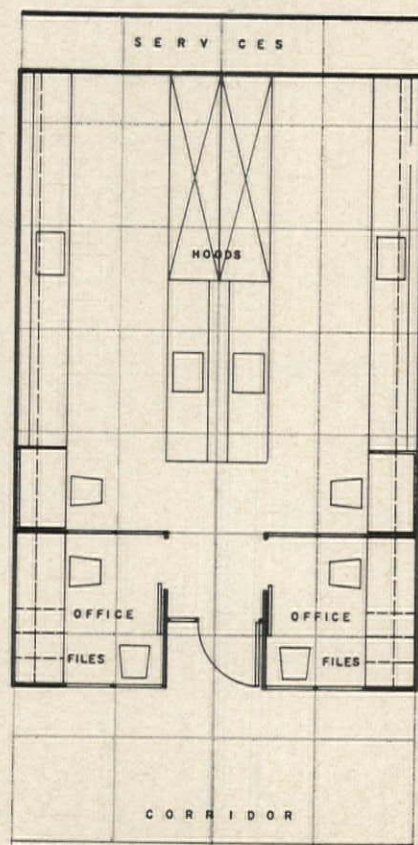 SERVICES
HOODS
OFFICE
OFFICE
FILES
FILES
CORRIDOR